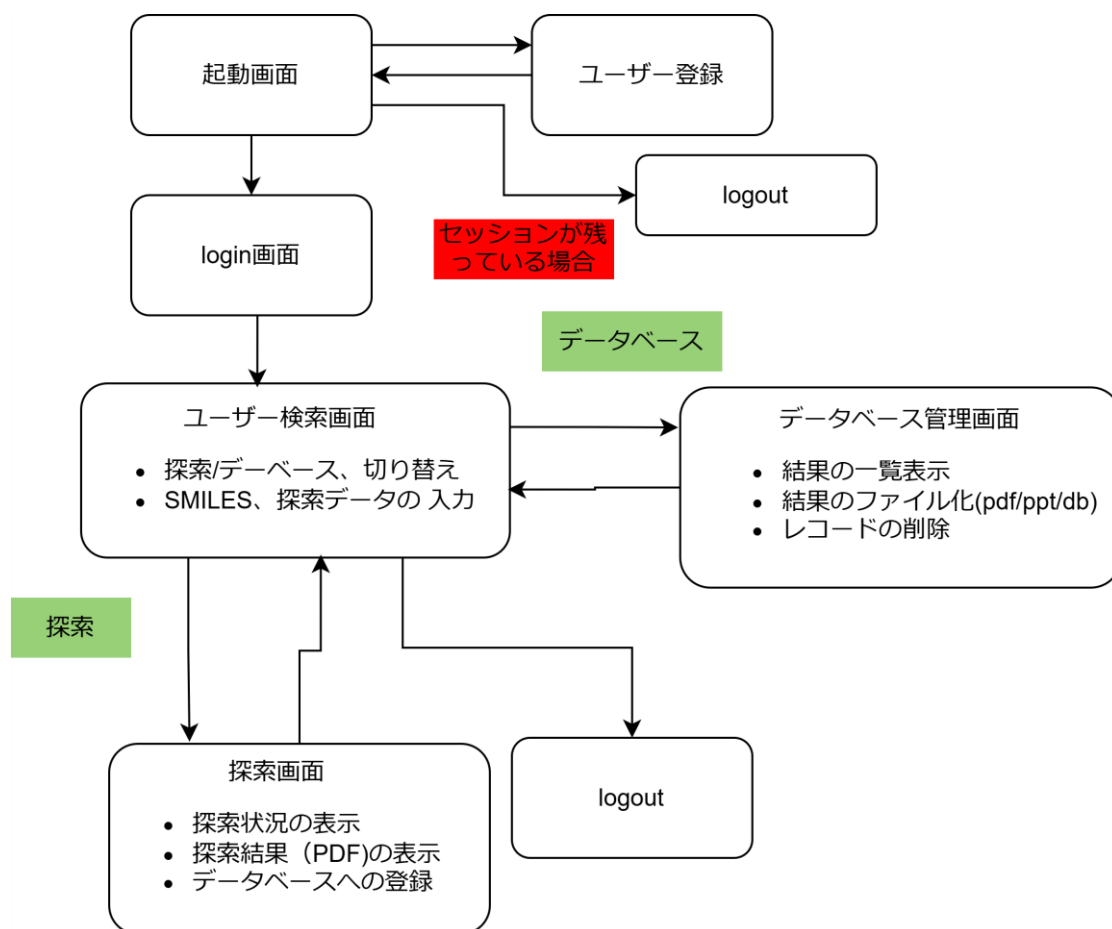 起動画面
ユーザー登録
logout
login画面
セッションが残
っている場合
データベース
ユーザー検索画面
• 探索/デーベース、切り替え
• SMILES、探索データの 入力
データベース管理画面
• 結果の一覧表示
• 結果のファイル化(pdf/ppt/db)
• レコードの削除
探索
探索画面
• 探索状況の表示
• 探索結果（PDF)の表示
• データベースへの登録
logout